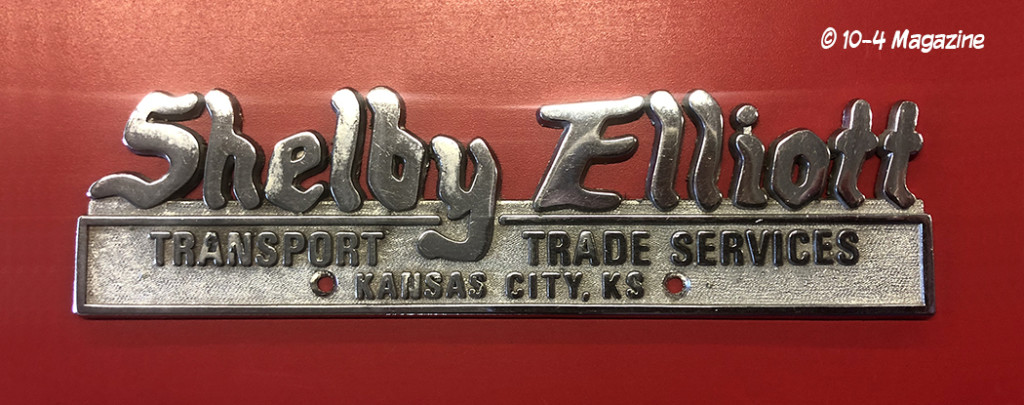 © 10-4 Magazine
Shelby Elliott
TRANSPORT TRADE SERVICES
KANSAS CITY, KS